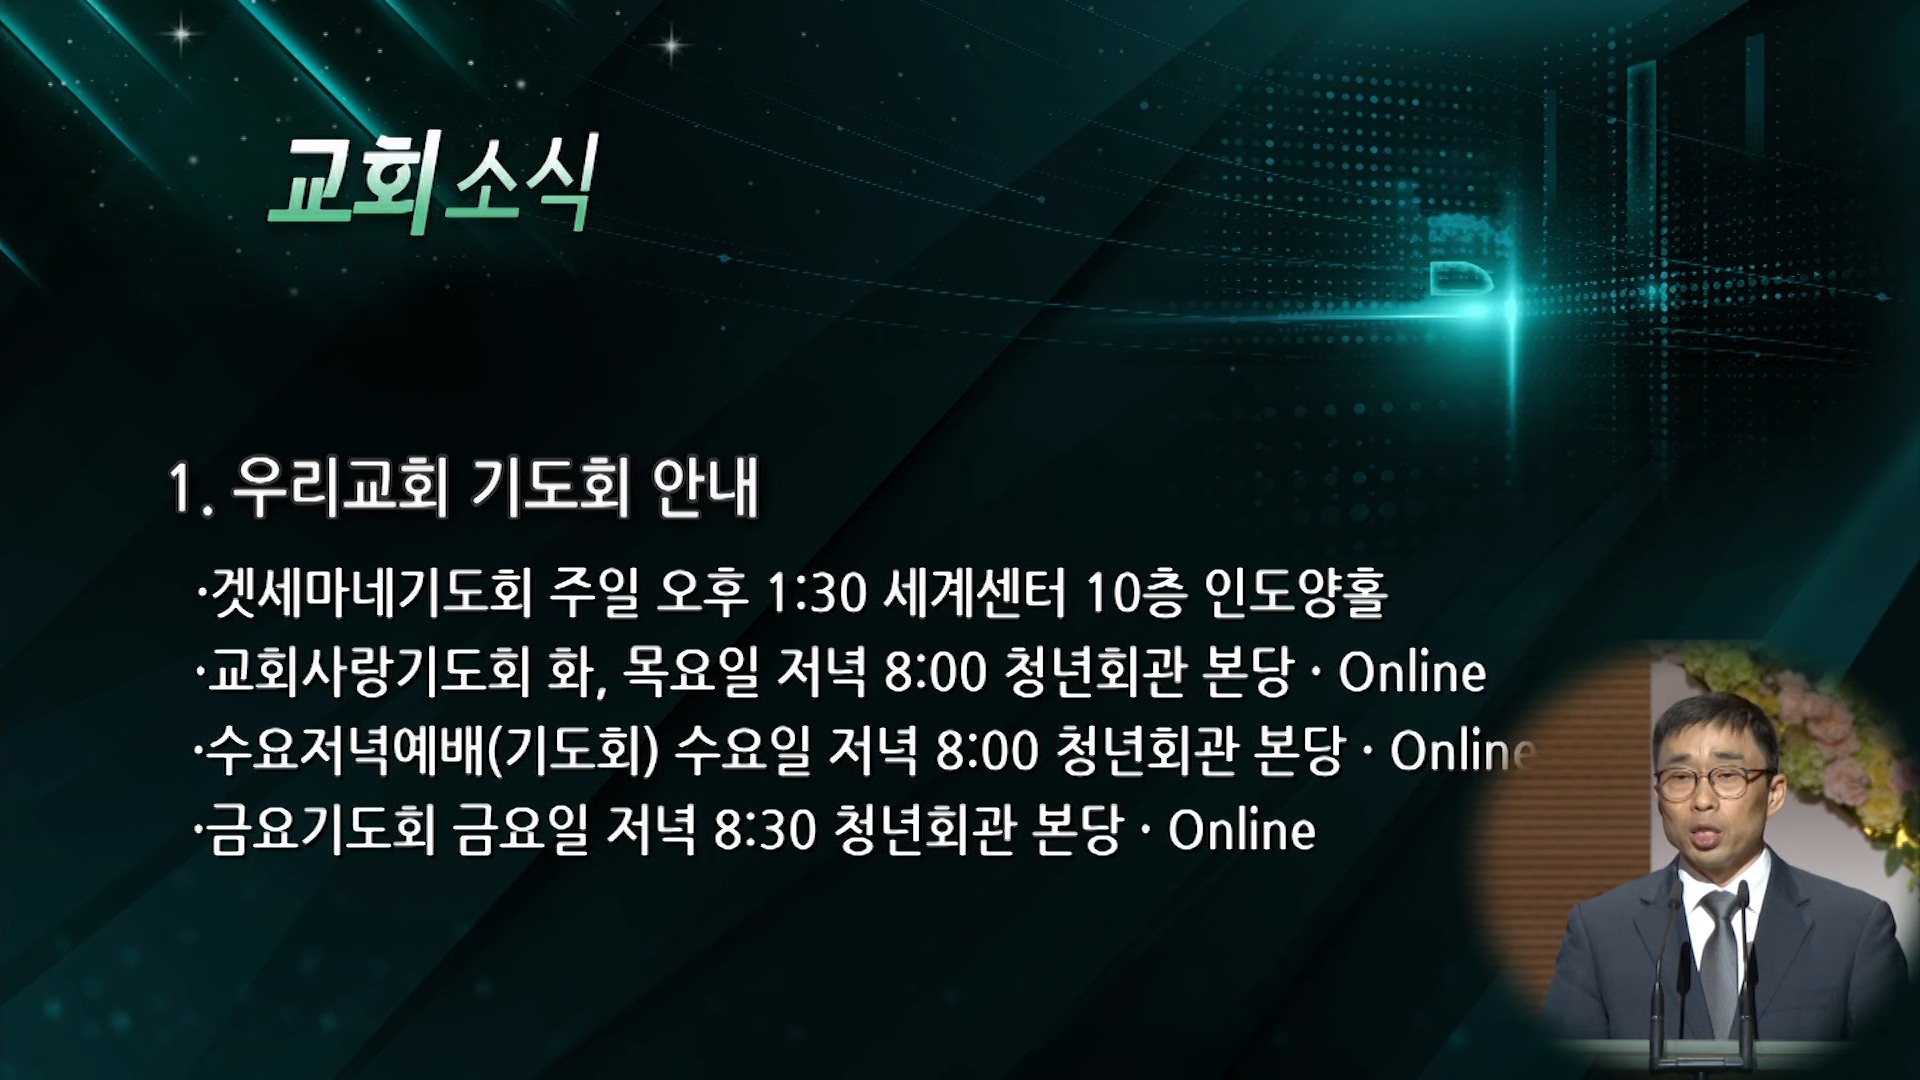 교회소식
1. 우리교회 기도회 안내
·겟세마네기도회 주일 오후 1:30 세계센터 10층 인도양홀
·교회사랑기도회 화, 목요일 저녁 8:00 청년회관 본당 · Online
·수요저녁예배(기도회) 수요일 저녁 8:00 청년회관 본당 · Online
·금요기도회 금요일 저녁 8:30 청년회관 본당 · Online